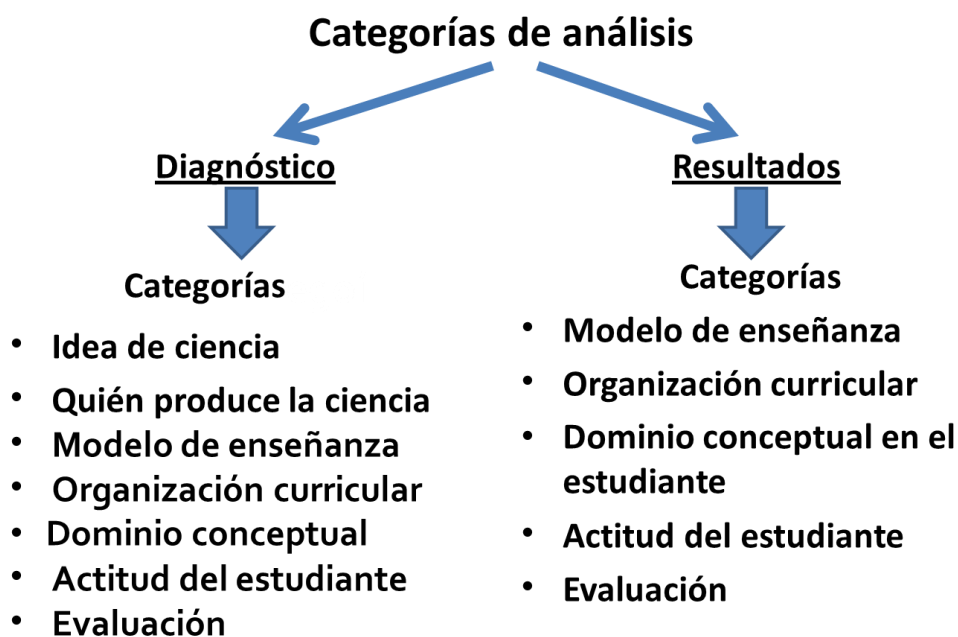 Categorías de análisis
Diagnóstico
Categorías
• Idea de ciencia
• Quién produce la ciencia
• Modelo de enseñanza
• Organización curricular
• Dominio conceptual
• Actitud del estudiante
• Evaluación
Resultados
Categorías
• Modelo de enseñanza
• Organización curricular
• Dominio conceptual en el
estudiante
• Actitud del estudiante
• Evaluación